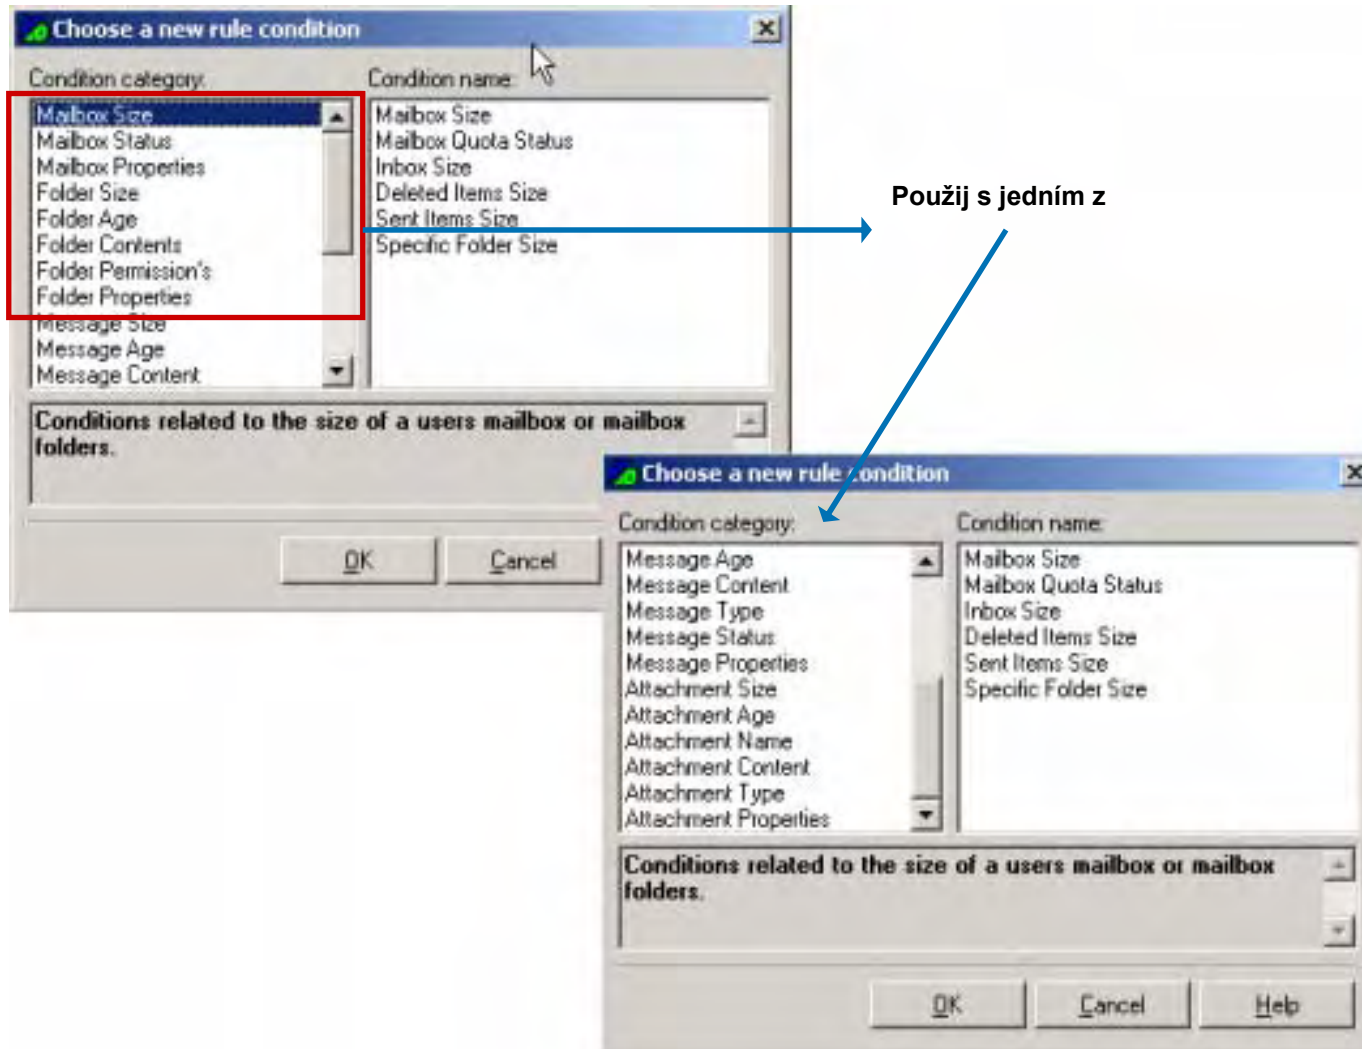 Choose a new rule condition
Condition category:
Mailbox Size
Mailbox Status
Mailbox Properties
Folder Size
Folder Age
Folder Contents
Folder Permission's
Folder Properties
Message Size
Message Age
Message Content
Condition name:
Mailbox Size
Mailbox Quota Status
Inbox Size
Deleted Items Size
Sent Items Size
Specific Folder Size
Conditions related to the size of a users mailbox or mailbox
folders.
OK
Cancel
Použij s jedním z
Choose a new rule condition
Condition category:
Message Age
Message Content
Message Type
Message Status
Message Properties
Attachment Size
Attachment Age
Attachment Name
Attachment Content
Attachment Type
Attachment Properties
Condition name:
Mailbox Size
Mailbox Quota Status
Inbox Size
Deleted Items Size
Sent Items Size
Specific Folder Size
Conditions related to the size of a users mailbox or mailbox
folders.
OK
Cancel
Help